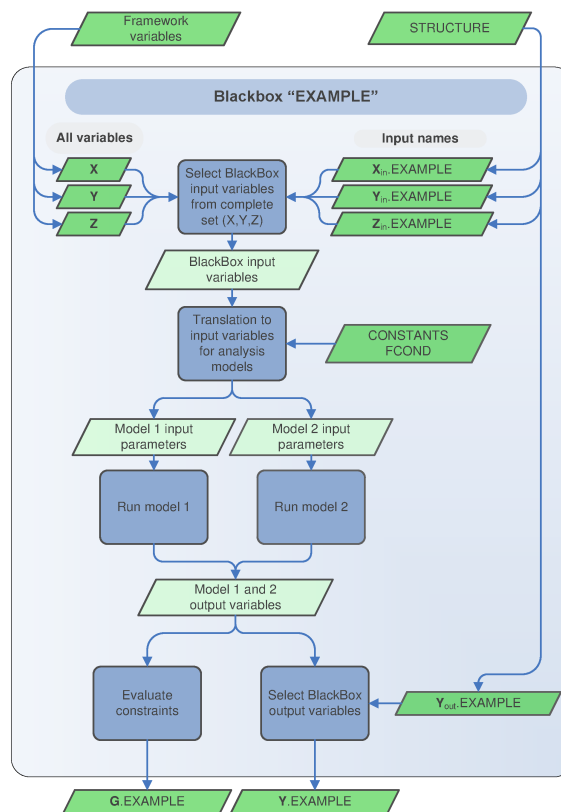 Framework
variables
STRUCTURE
Blackbox “EXAMPLE”
All variables
Input names
X
Y
Z
Select BlackBox
input variables
from complete
set (X,Y,Z)
Xin.EXAMPLE
Yin.EXAMPLE
Zin.EXAMPLE
BlackBox input
variables
Translation to
input variables
for analysis
models
CONSTANTS
FCOND
Model 1 input
parameters
Model 2 input
parameters
Run model 1
Run model 2
Model 1 and 2
output variables
Evaluate
constraints
Select BlackBox
output variables
Yout.EXAMPLE
G.EXAMPLE
Y.EXAMPLE